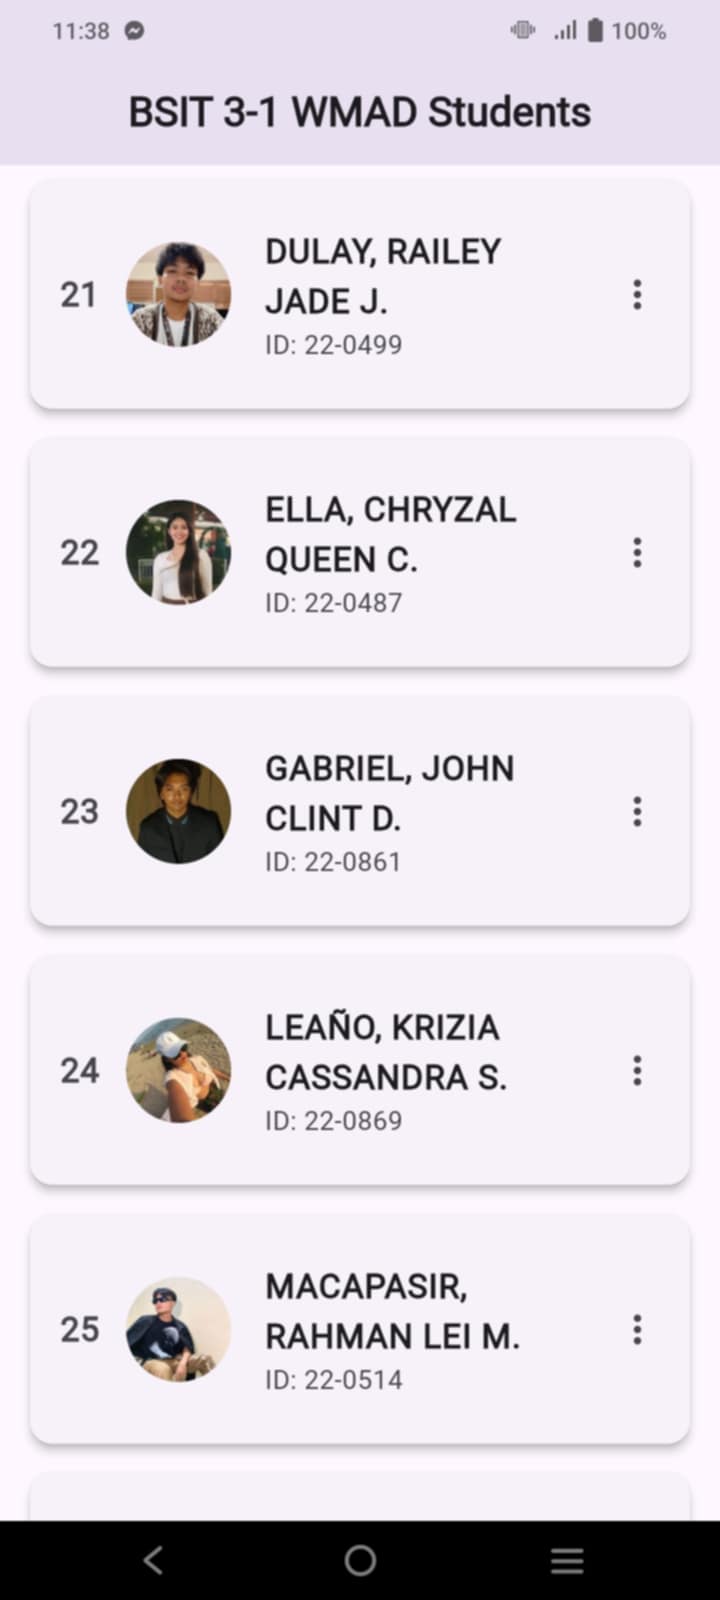 11:38 100%
BSIT 3-1 WMAD Students
21
DULAY, RAILEY
JADE J.
ID: 22-0499
22
ELLA, CHRYZAL
QUEEN C.
ID: 22-0487
23
GABRIEL, JOHN
CLINT D.
ID: 22-0861
24
LEAÑO, KRIZIA
CASSANDRA S.
ID: 22-0869
25
MACAPASIR,
RAHMAN LEI M.
ID: 22-0514